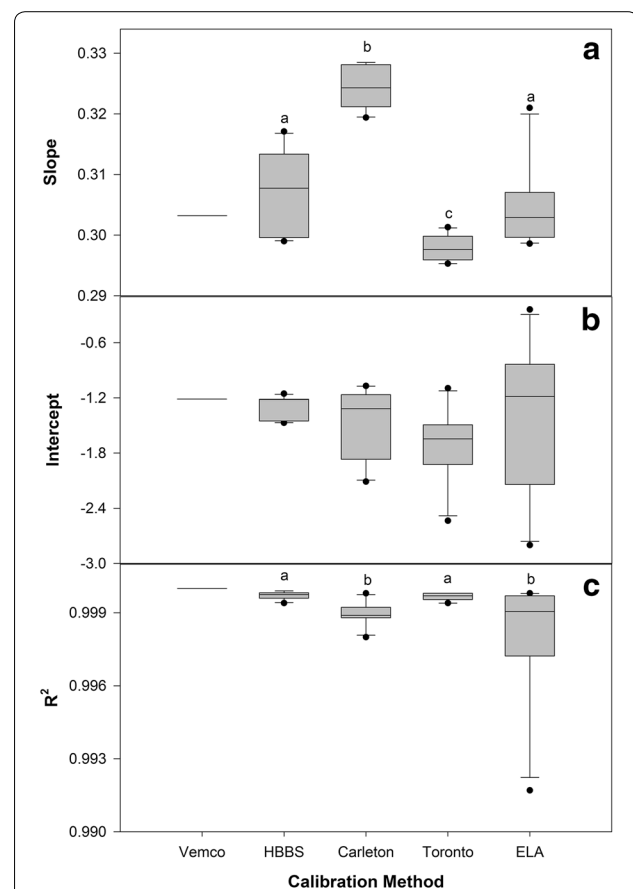 a
0.33
b
0.32
a
a
0.31
Slope
c
0.30
0.29
b
-0.6
-1.2
Intercept
-1.8
-2.4
-3.0
c
a
b
a
b
0.999
0.996
R²
0.993
0.990
Vemco HBBS Carleton Toronto ELA
Calibration Method